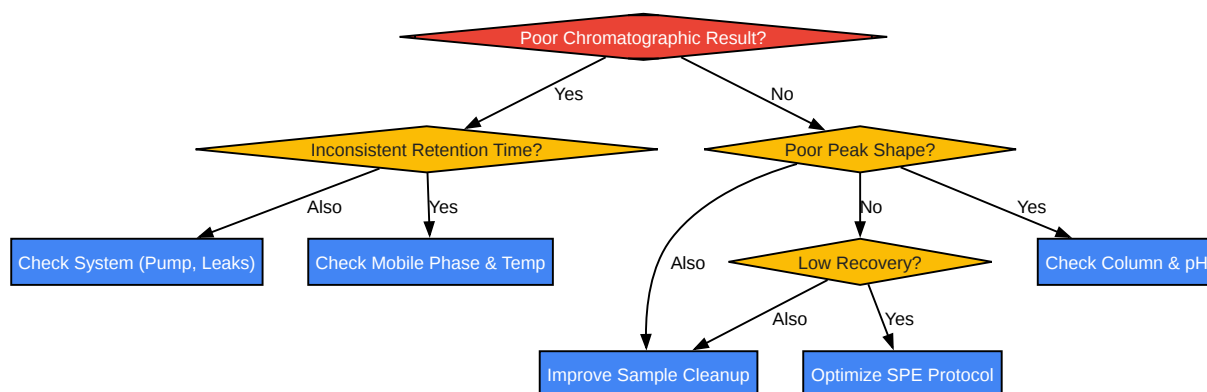 Poor Chromatographic Result?
Yes
No
Inconsistent Retention Time?
Poor Peak Shape?
Also
Yes
No
Yes
Check System (Pump, Leaks)
Check Mobile Phase & Temp
Also
Low Recovery?
Check Column & pH
Also
Yes
Improve Sample Cleanup
Optimize SPE Protocol